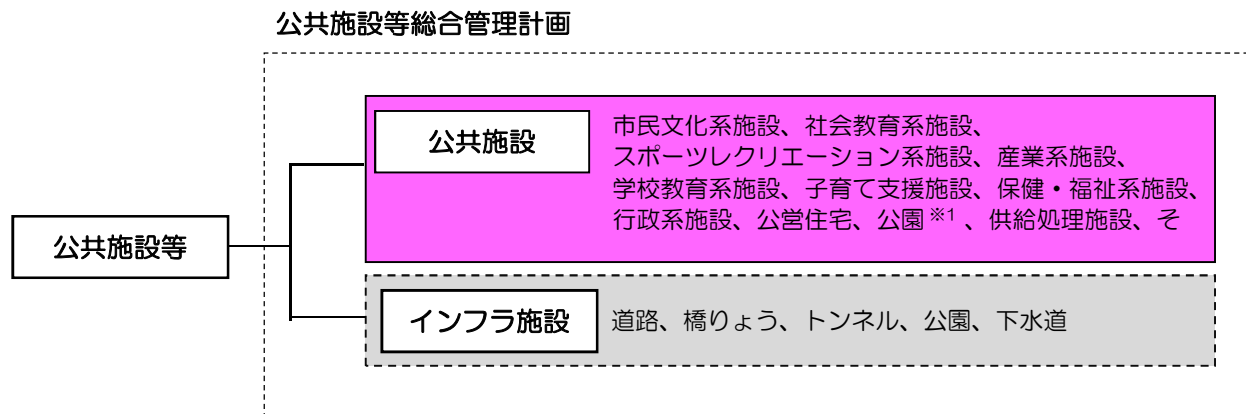 公共施設等総合管理計画
公共施設
市民文化系施設、社会教育系施設、
スポーツレクリエーション系施設、産業系施設、
学校教育系施設、子育て支援施設、保健・福祉系施設、
行政系施設、公営住宅、公園※1、供給処理施設、そ
公共施設等
インフラ施設
道路、橋りょう、トンネル、公園、下水道